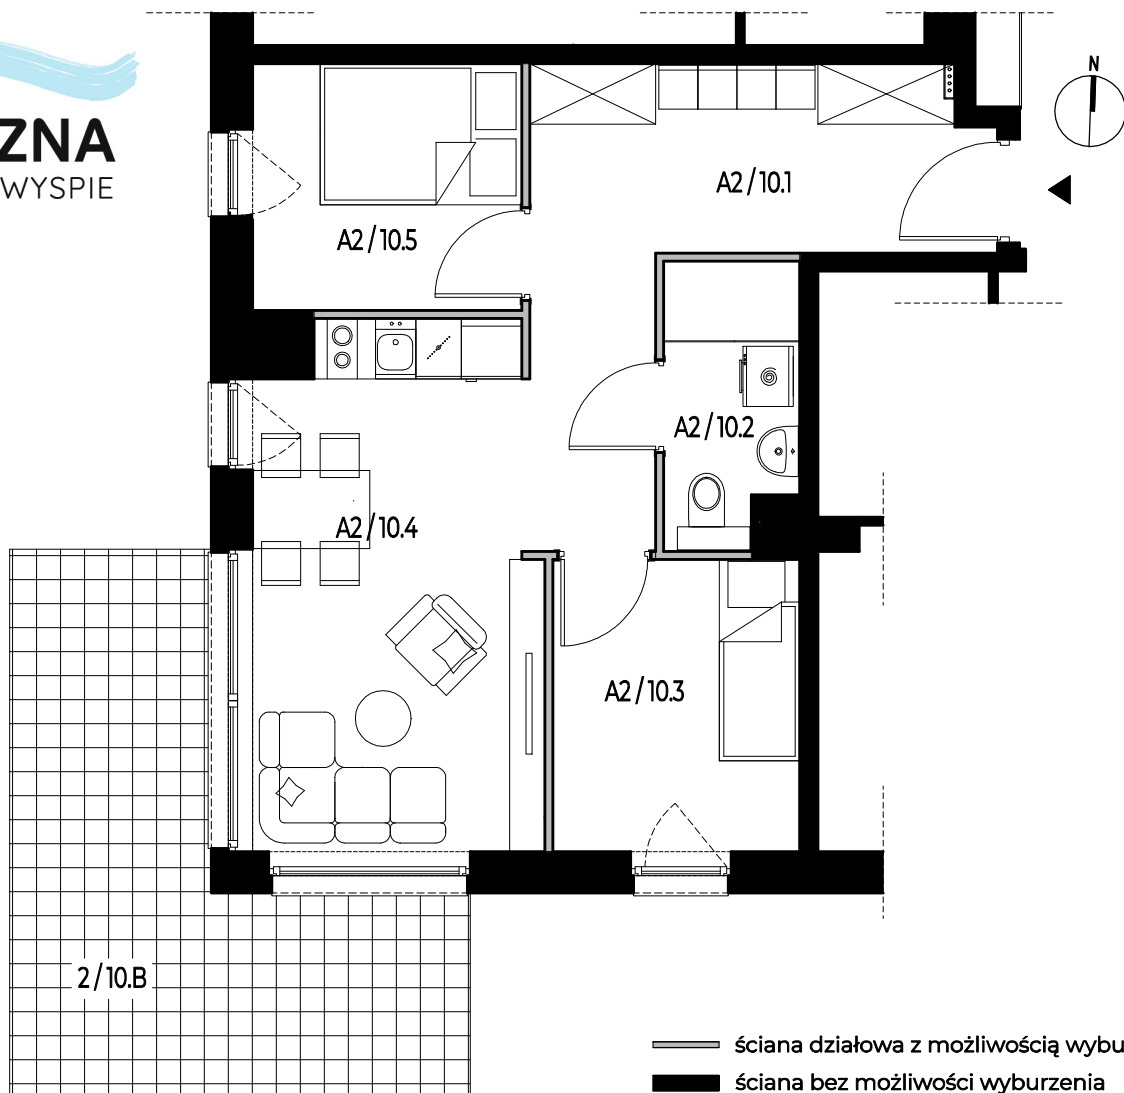 ZNA
WYSPIE
N
A2/10.1
A2/10.5
A2/10.2
A2/10.4
A2/10.3
2/10.B
ściana działowa z możliwością wybu
ściana bez możliwości wyburzenia